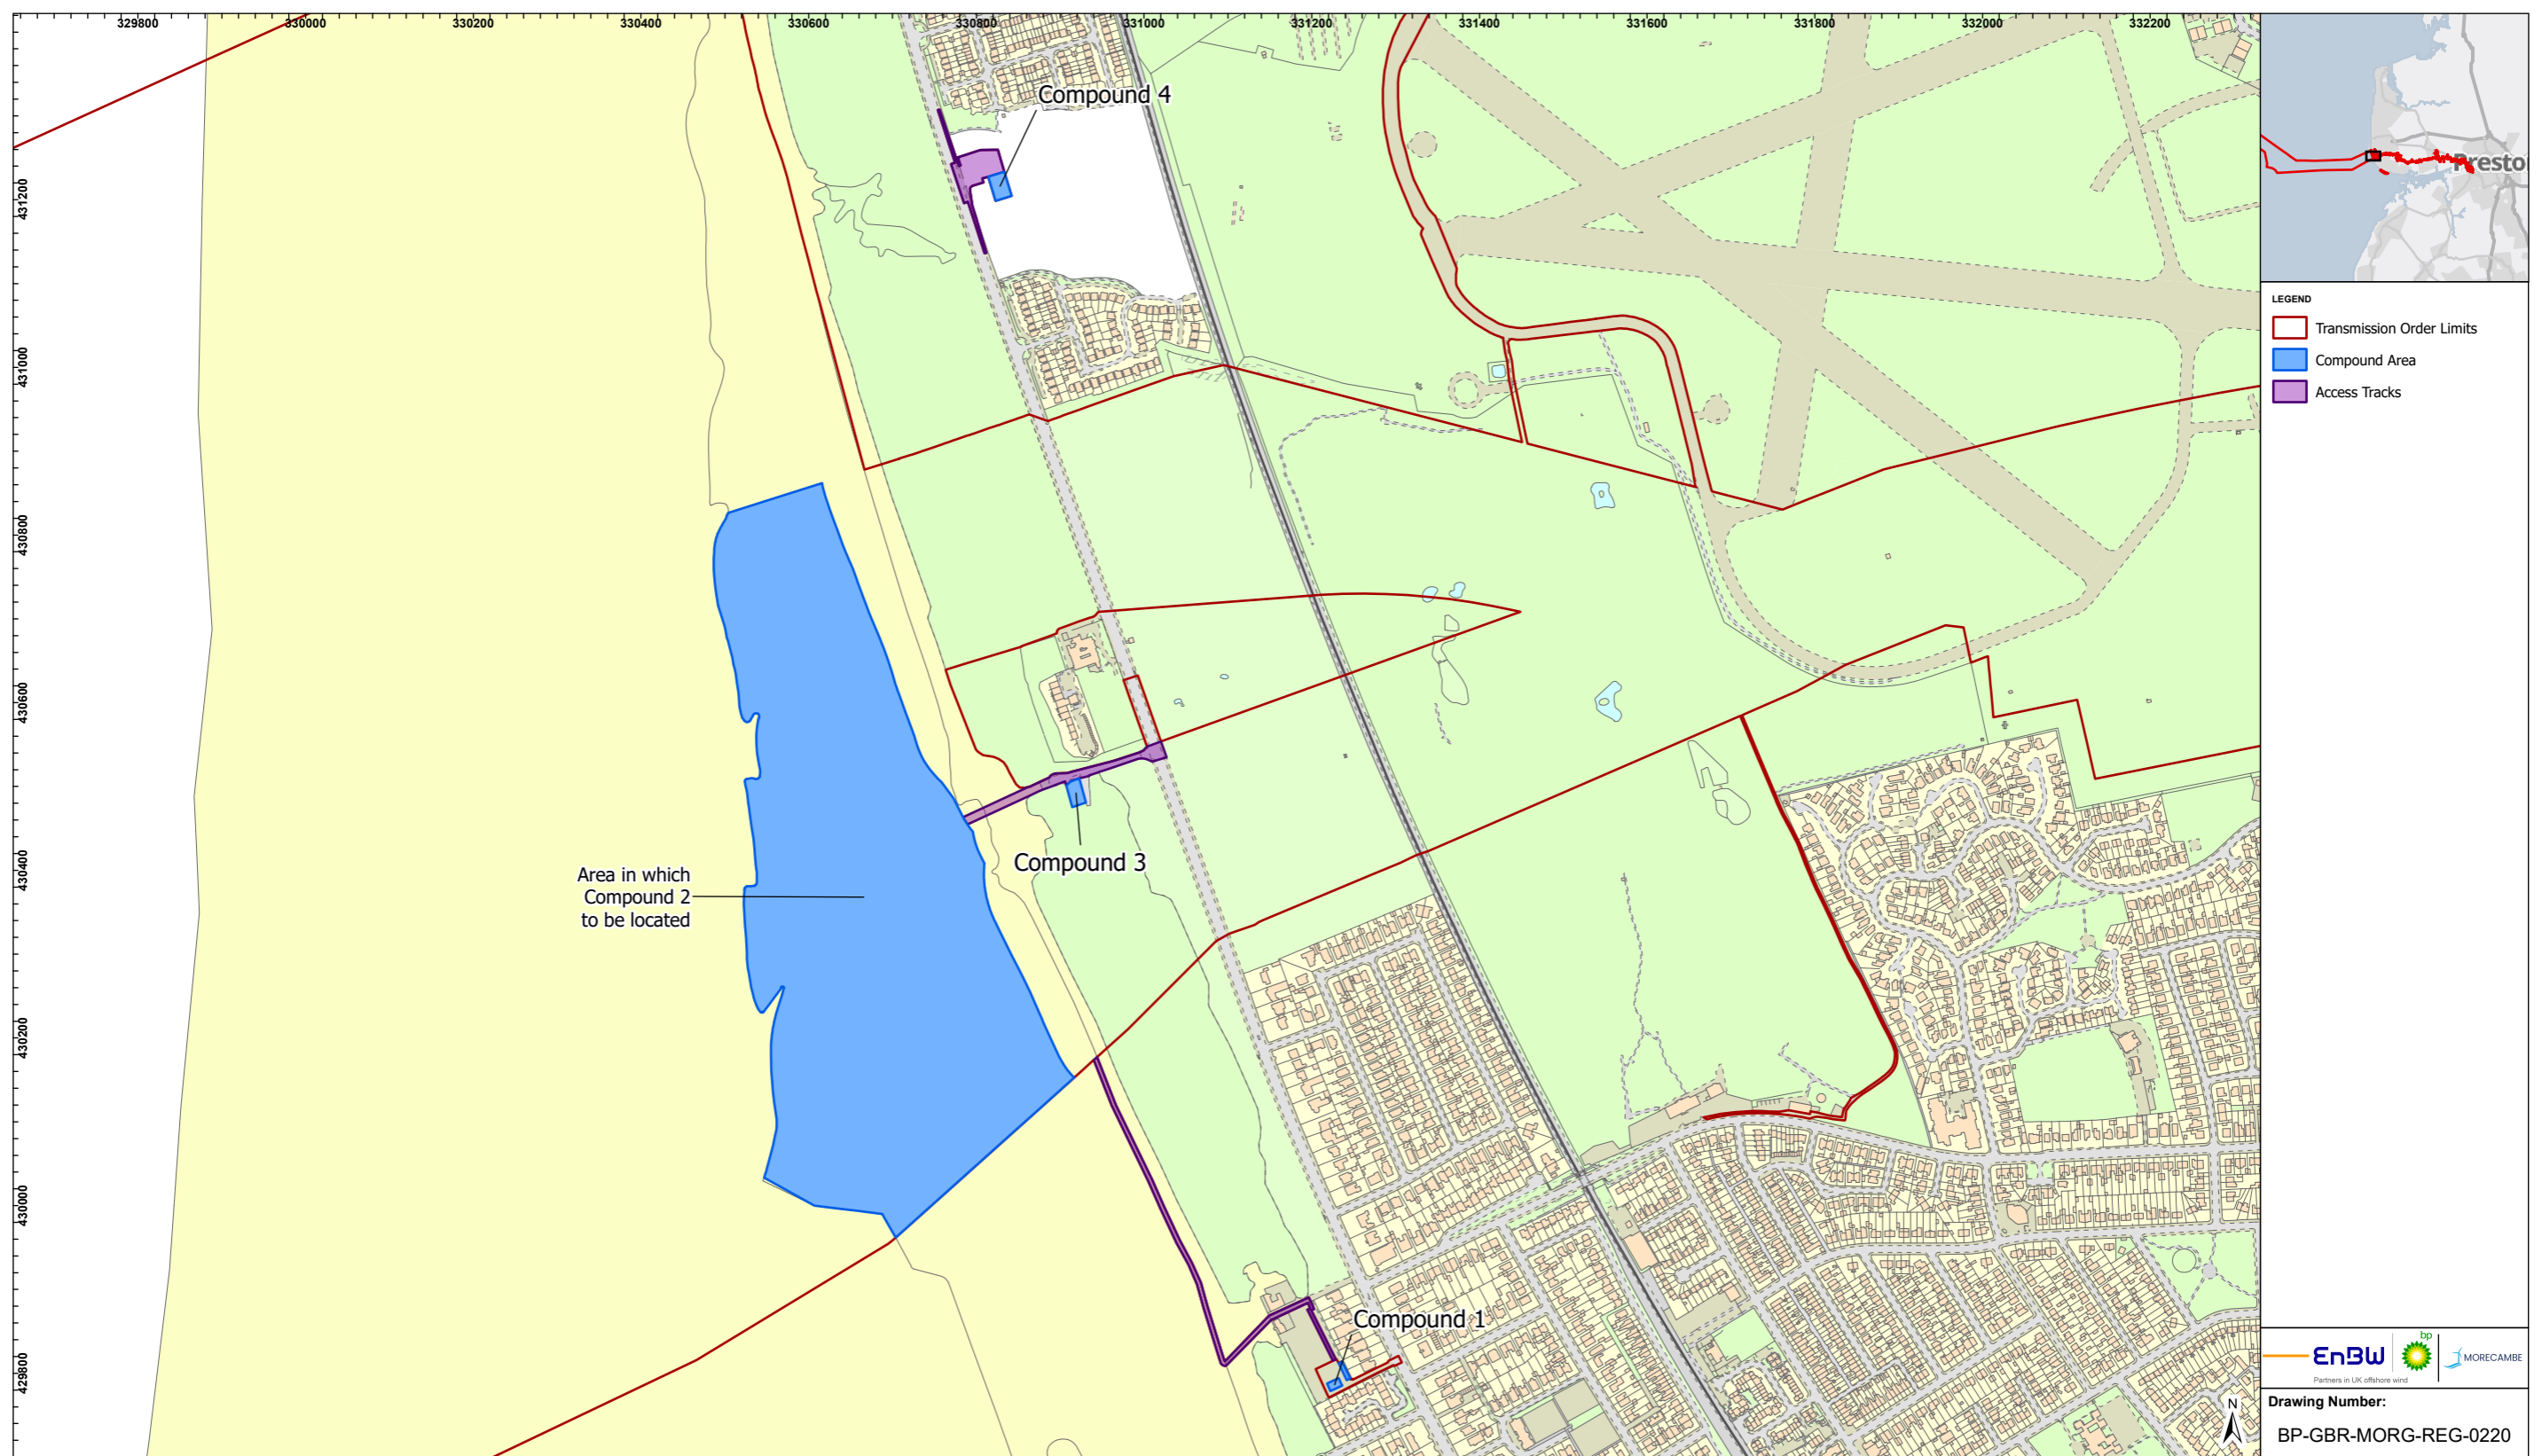 329800 330000 330200 330400 330600 330800 331000 331200 331400 331600 331800 332000 332200
431200
431000
430800
430600
430400
430200
430000
429800
Compound 4
Compound 3
Area in which
Compound 2
to be located
Compound 1
Presto
LEGEND
Transmission Order Limits
Compound Area
Access Tracks
EnBW
bp
MORECAMBE
Partners in UK offshore wind
N
Drawing Number:
BP-GBR-MORG-REG-0220